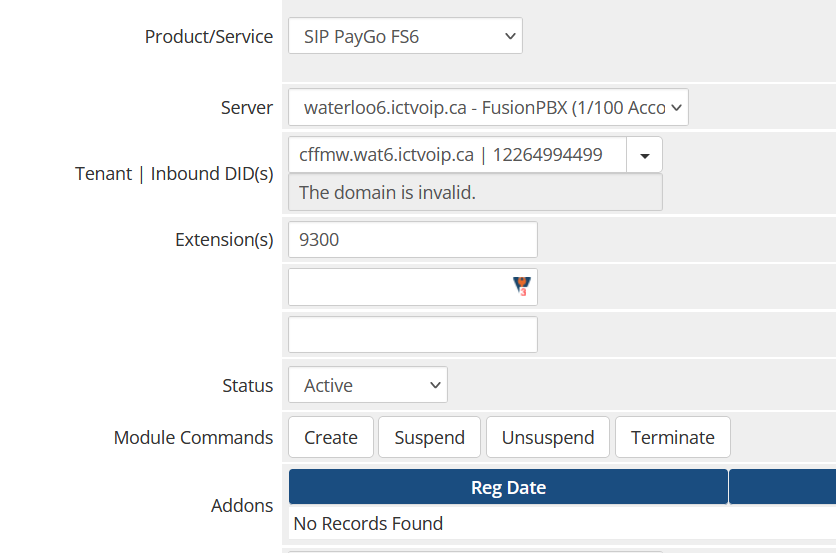 Product/Service SIP PayGo FS6
Server waterloo6.ictvoip.ca - FusionPBX (1/100 Acco
Tenant | Inbound DID(s) cffmw.wat6.ictvoip.ca | 12264994499
The domain is invalid.
Extension(s) 9300
3
Status Active
Module Commands Create Suspend Unsuspend Terminate
Addons Reg Date
No Records Found